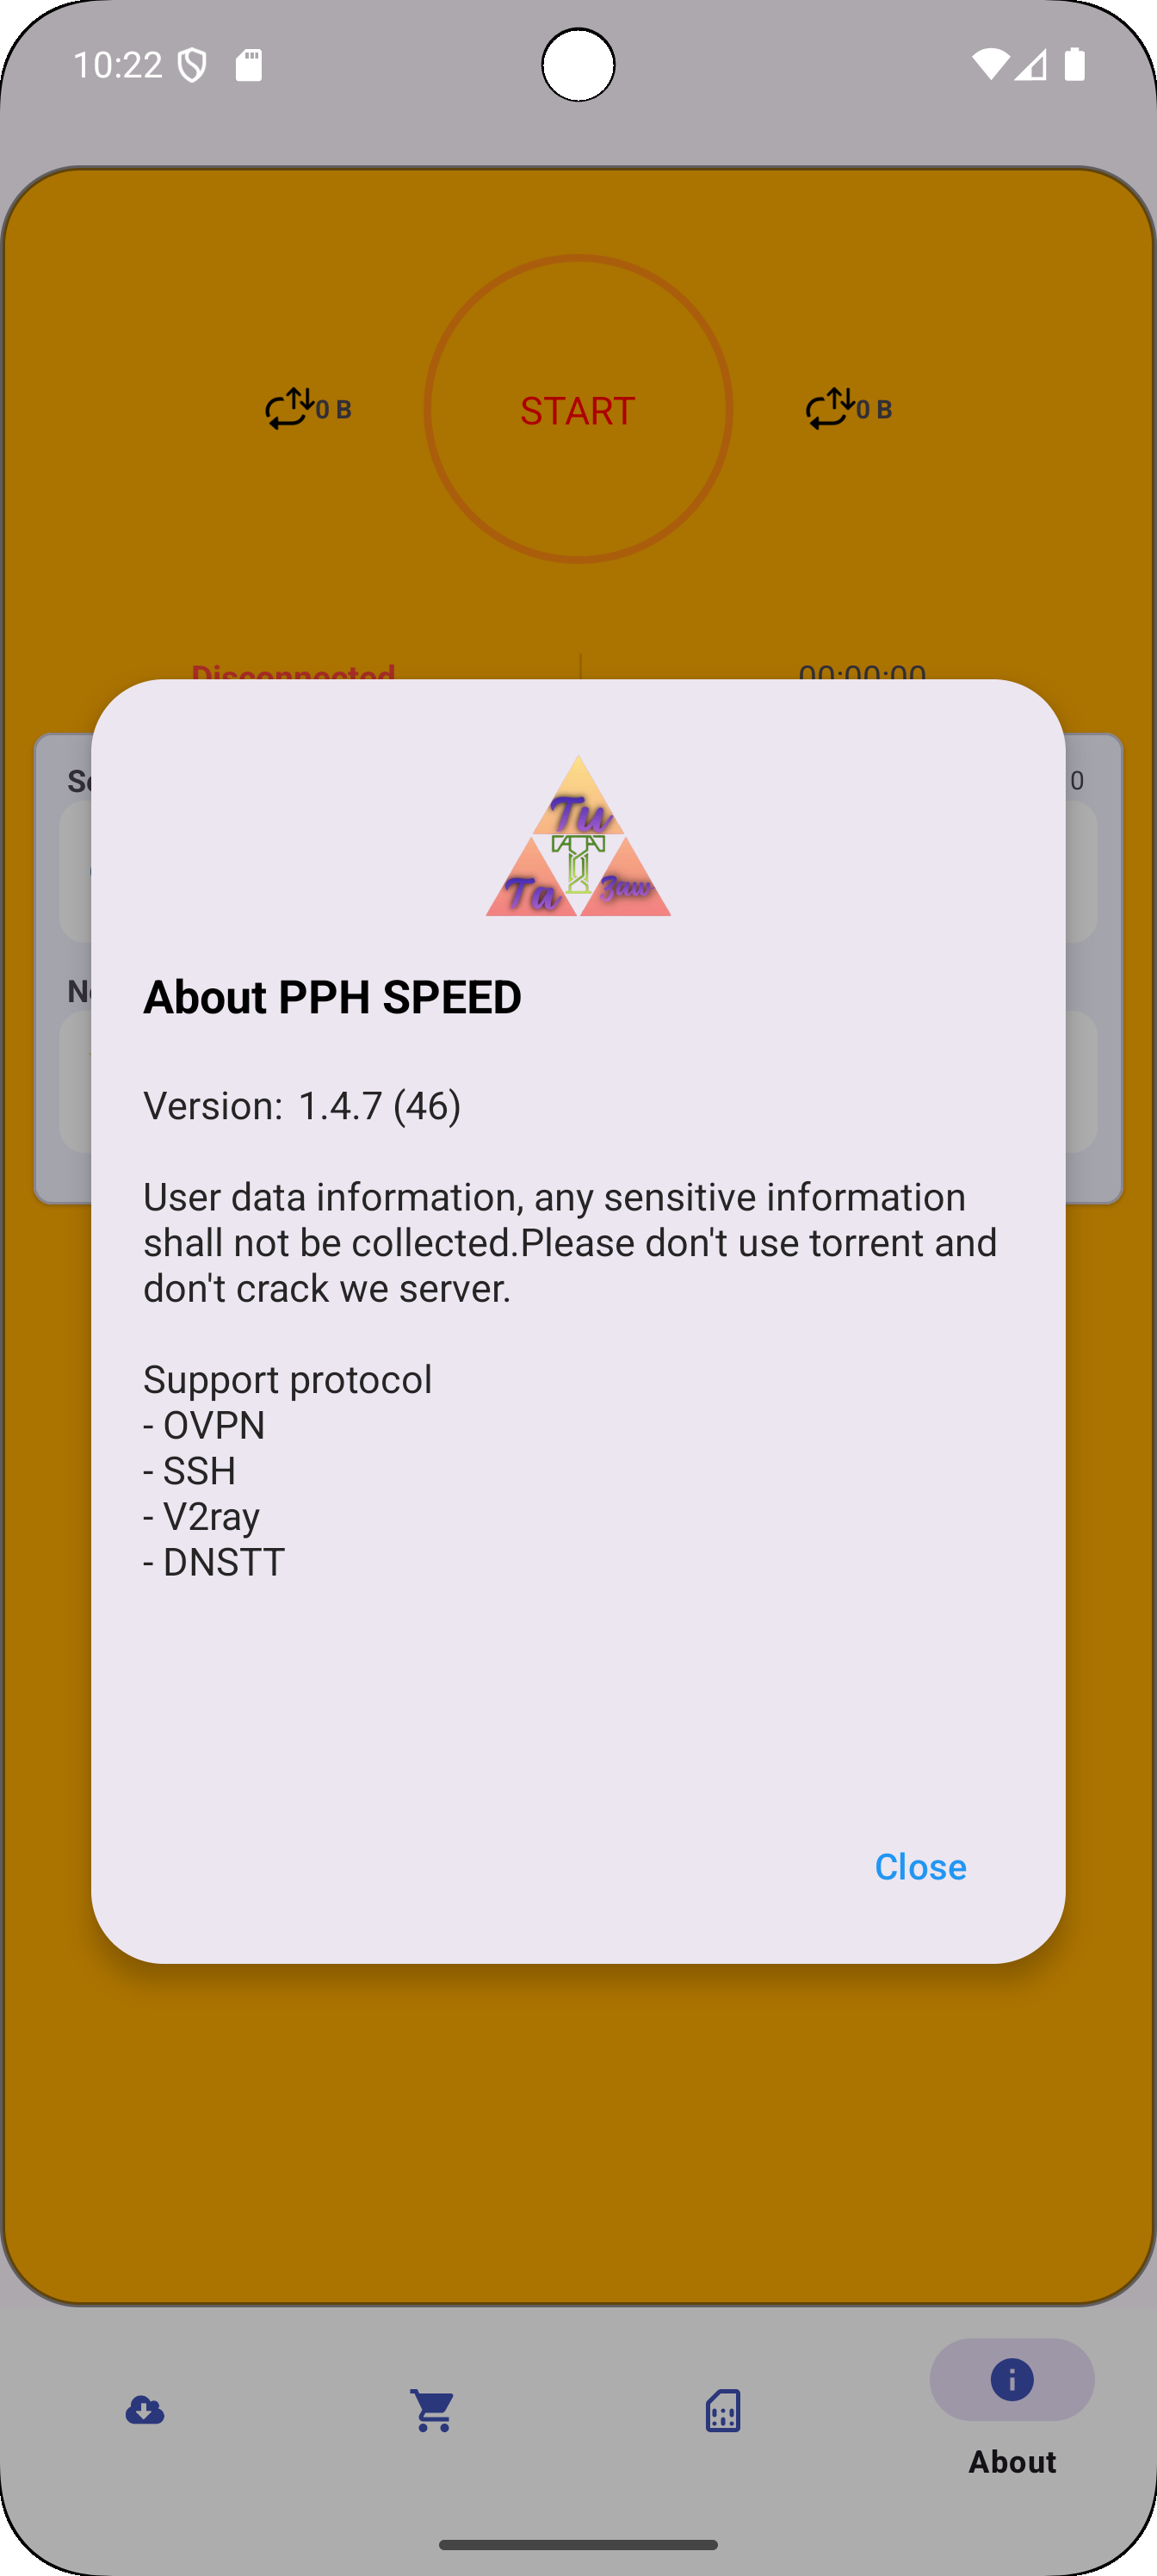 10:22
0 B
START
0 B
Disconnected
00:00:00
0
Tu
Ta
Zaw
About PPH SPEED
Version: 1.4.7 (46)
User data information, any sensitive information
shall not be collected.Please don't use torrent and
don't crack we server.
Support protocol
- OVPN
- SSH
- V2ray
- DNSTT
Close
About